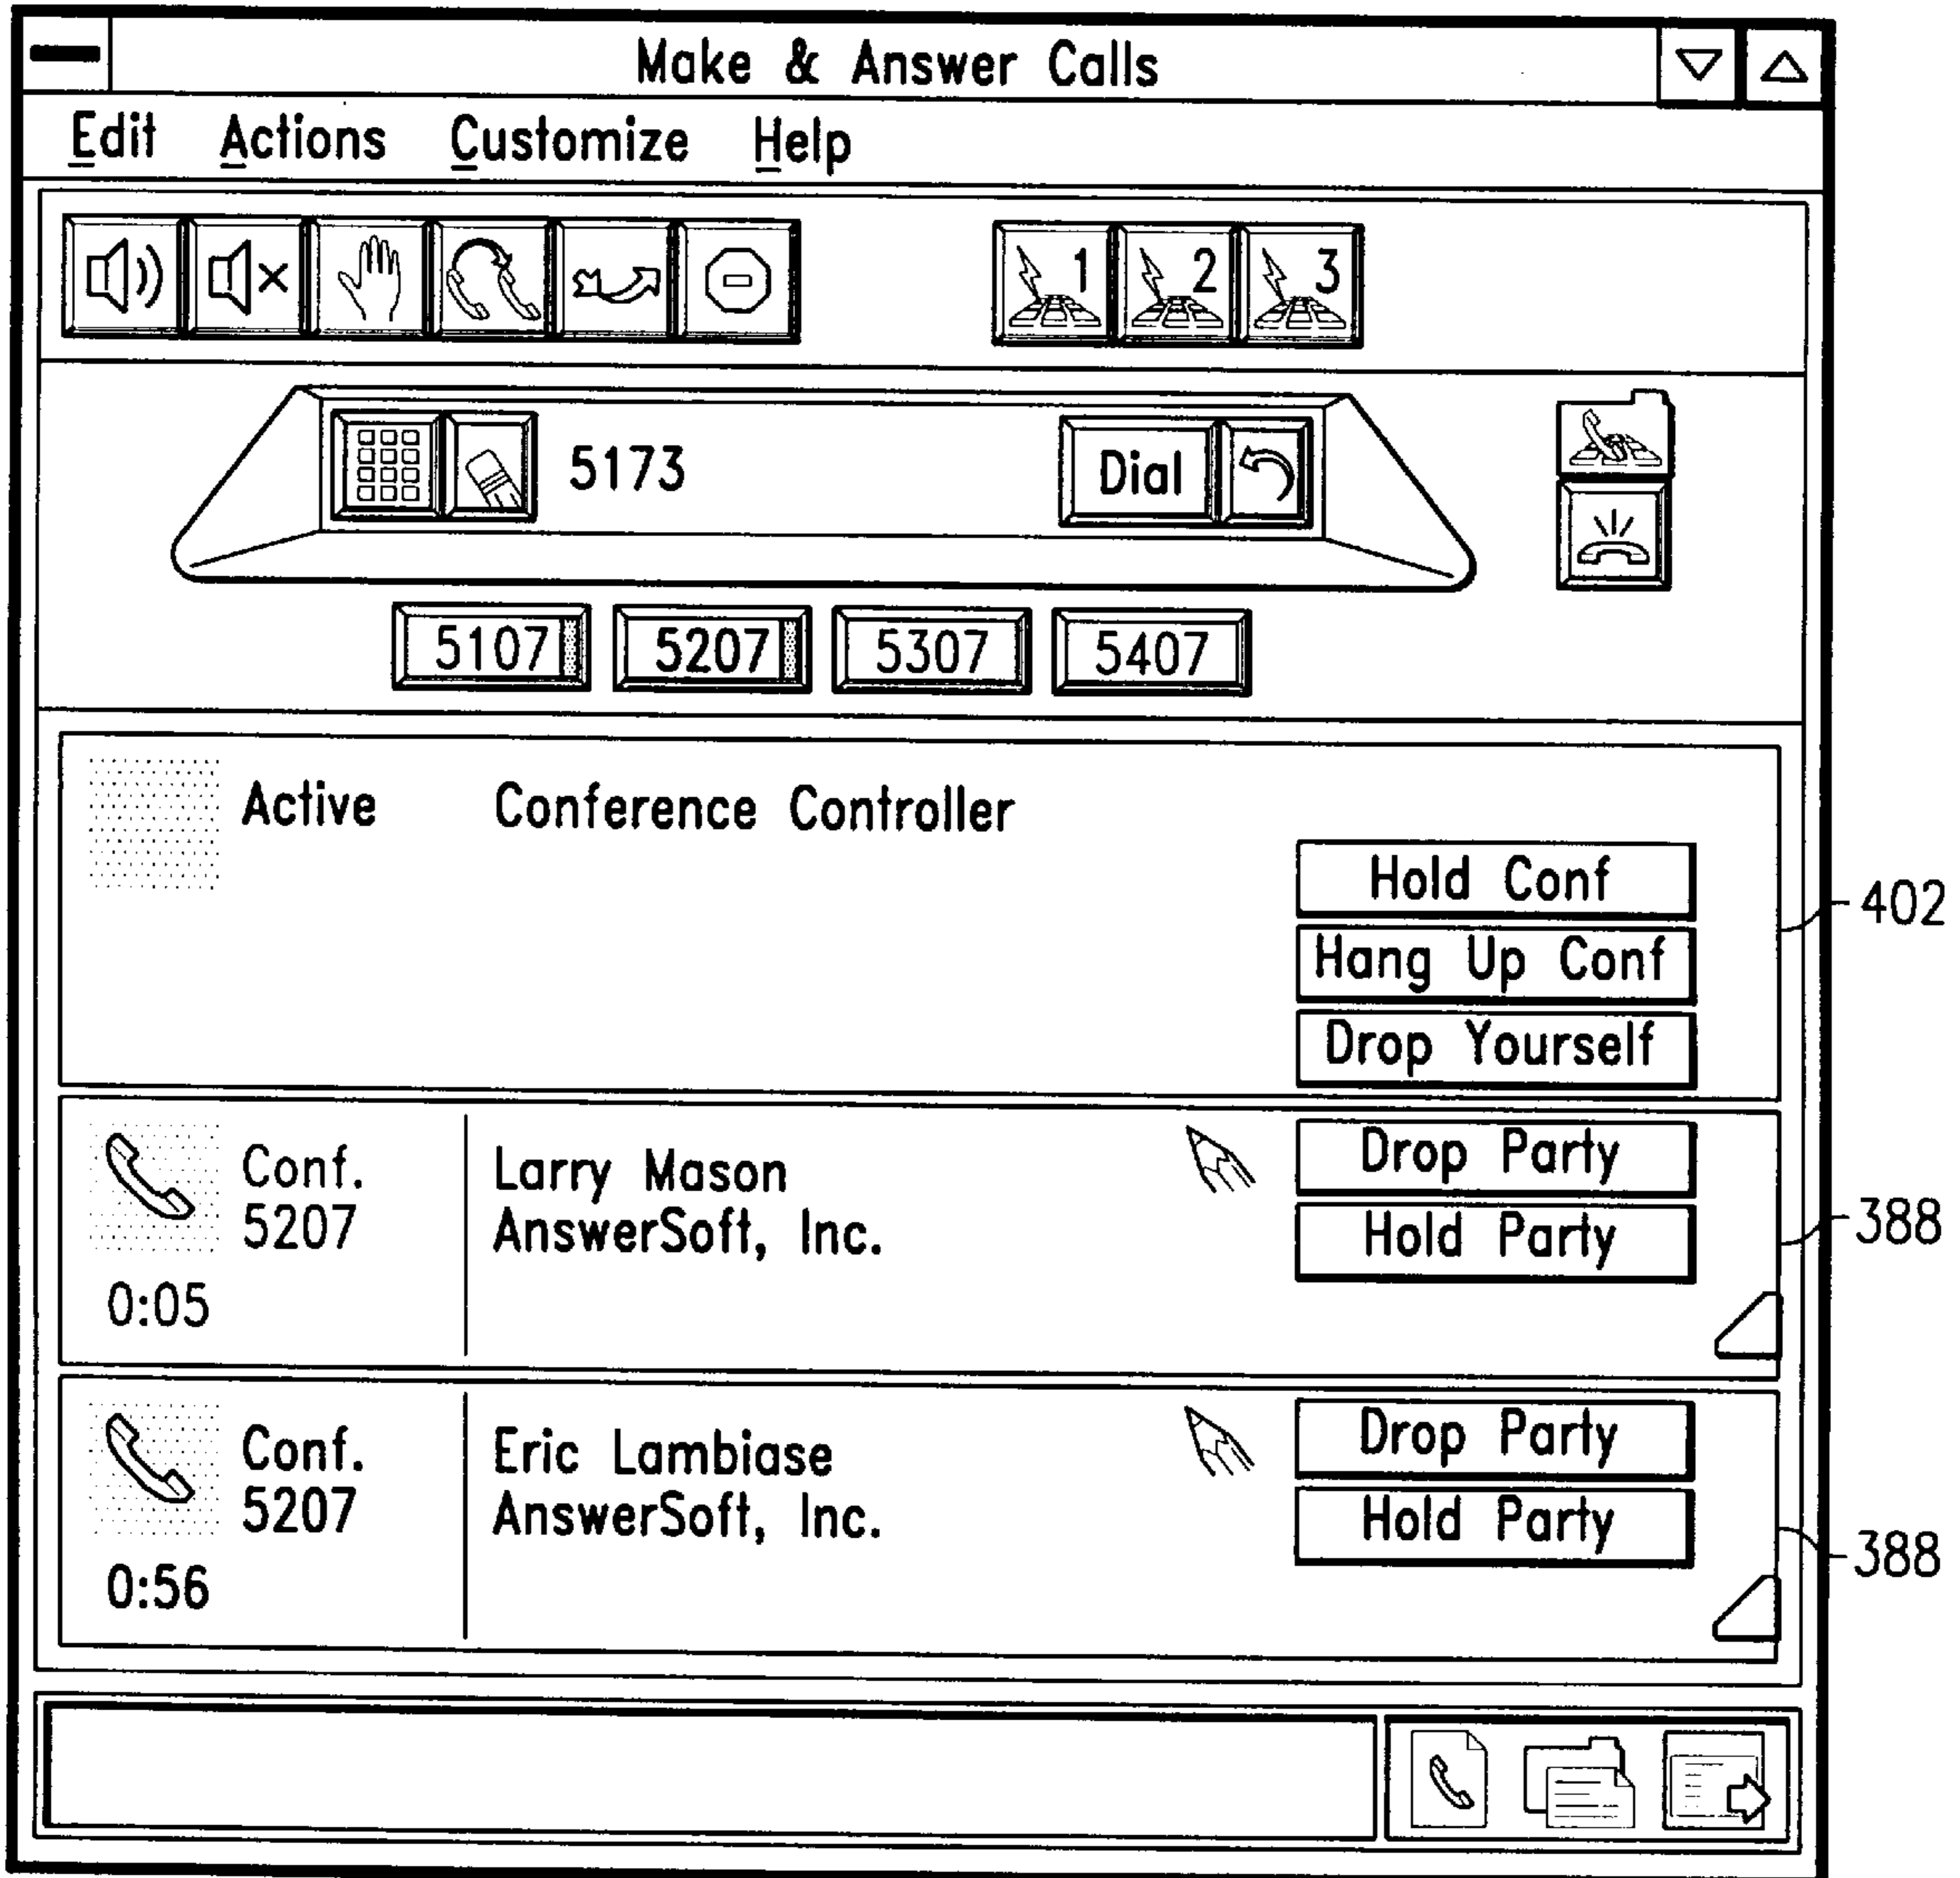 Make & Answer Calls
Edit Actions Customize Help
1 2 3
5173 Dial
5107 5207 5307 5407
Active Conference Controller
Hold Conf
402
Hang Up Conf
Drop Yourself
Conf. Larry Mason Drop Party
5207 AnswerSoft, Inc. Hold Party 388
0:05
Conf. Eric Lambiase Drop Party
5207 AnswerSoft, Inc. Hold Party
388
0:56